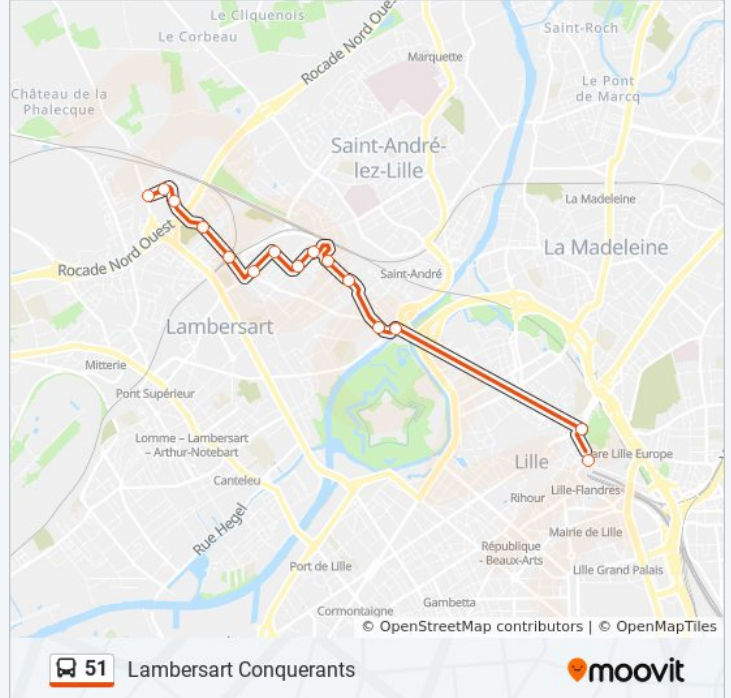 Le Cliquenois
Le Corbeau
Rocade Nord Ouest
Saint-Roch
Marquette
Le Pont
de Marcq
Château de la
Phalecque
Saint-André-
lez-Lille
La Madeleine
La Madeleine
Rocade Nord Ouest
Saint-André
Lambersart
Mitterie
Pont Supérieur
Lomme – Lambersart
– Arthur-Notebart
Canteleu
Lille
are Lille Europe
Rihour
Lille-Flandres
Rue Hegel
Mairie de Lille
République
- Beaux-Arts
Port de Lille
Lille Grand Palais
Gambetta
Cormontaigne
© OpenStreetMap contributors | © OpenMapTiles
51 Lambersart Conquerants
moovit